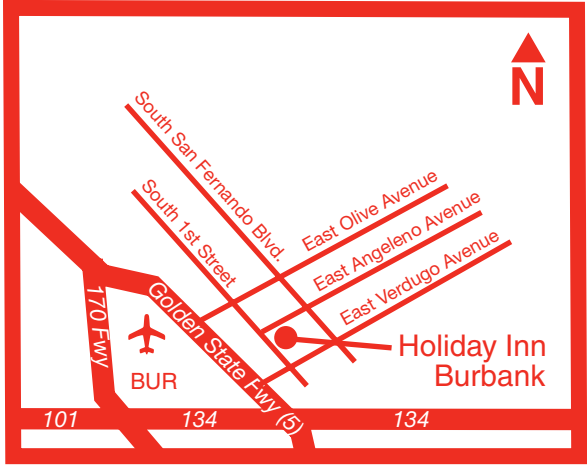 N
South San Fernando Blvd.
South 1st Street
East Olive Avenue
East Angeleno Avenue
East Verdugo Avenue
170 Fwy
Golden State Fwy (5)
BUR
Holiday Inn
Burbank
101
134
134